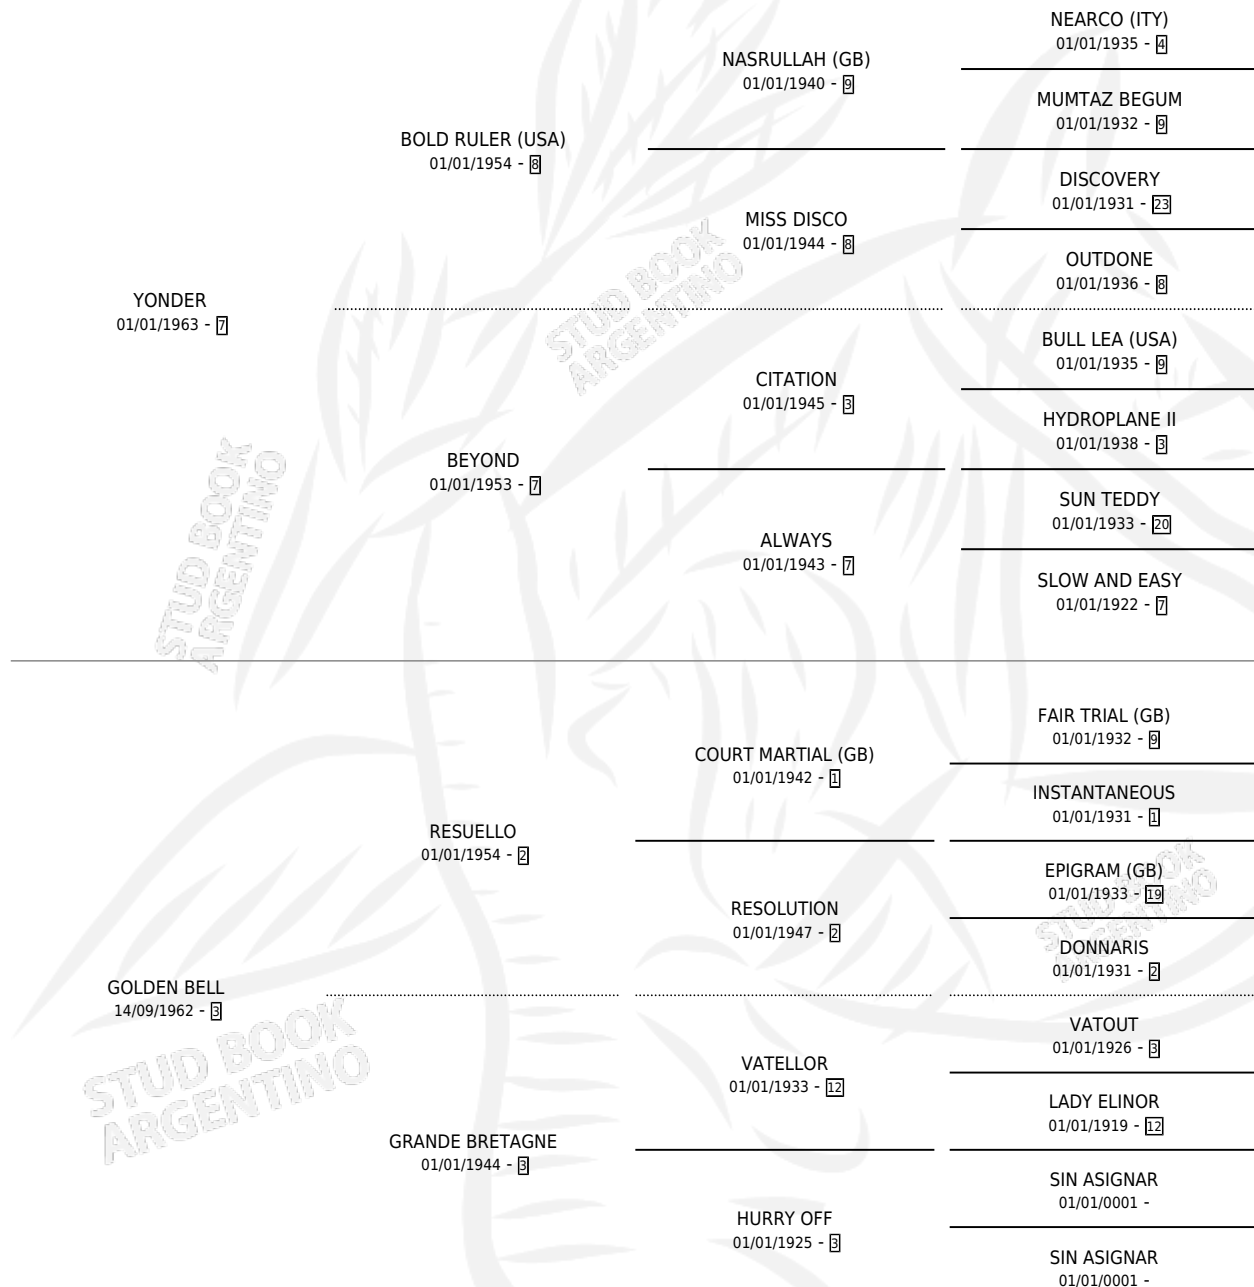 NEARCO (ITY)
01/01/1935 - 4
NASRULLAH (GB)
01/01/1940 - 9
MUMTAZ BEGUM
01/01/1932 - 9
BOLD RULER (USA)
01/01/1954 - 8
DISCOVERY
01/01/1931 - 23
MISS DISCO
01/01/1944 - 8
OUTDONE
01/01/1936 - 8
YONDER
01/01/1963 - 7
BULL LEA (USA)
01/01/1935 - 9
CITATION
01/01/1945 - 3
HYDROPLANE II
01/01/1938 - 3
BEYOND
01/01/1953 - 7
SUN TEDDY
01/01/1933 - 20
ALWAYS
01/01/1943 - 7
SLOW AND EASY
01/01/1922 - 7
FAIR TRIAL (GB)
01/01/1932 - 9
COURT MARTIAL (GB)
01/01/1942 - 1
INSTANTANEOUS
01/01/1931 - 1
RESUELLO
01/01/1954 - 2
EPIGRAM (GB)
01/01/1933 - 19
RESOLUTION
01/01/1947 - 2
DONNARIS
01/01/1931 - 2
GOLDEN BELL
14/09/1962 - 3
VATOUT
01/01/1926 - 3
VATELLOR
01/01/1933 - 12
LADY ELINOR
01/01/1919 - 12
GRANDE BRETAGNE
01/01/1944 - 3
SIN ASIGNAR
01/01/0001 -
HURRY OFF
01/01/1925 - 3
SIN ASIGNAR
01/01/0001 -
STUD BOOK
ARGENTINO
STUD BOOK
ARGENTINO
STUD BOOK
ARGENTINO
STUD BOOK
ARGENTINO